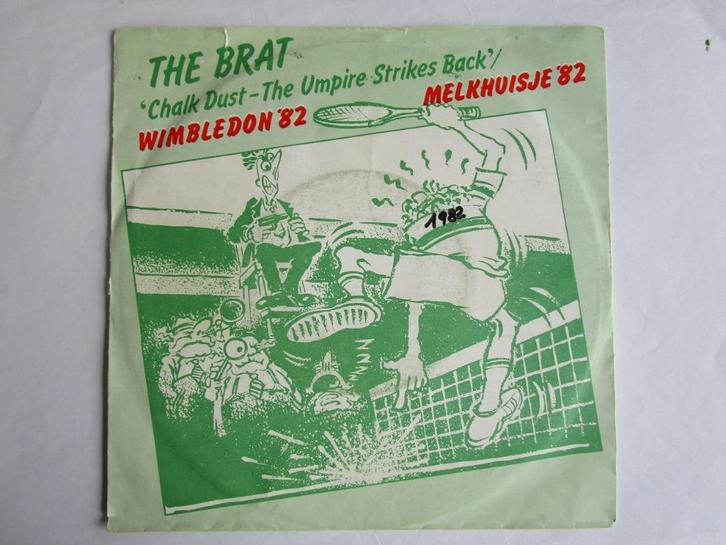 THE BRAT
'Chalk Dust - The Umpire Strikes Back'/
WIMBLEDON '82 MELKHUISJE '82
1982